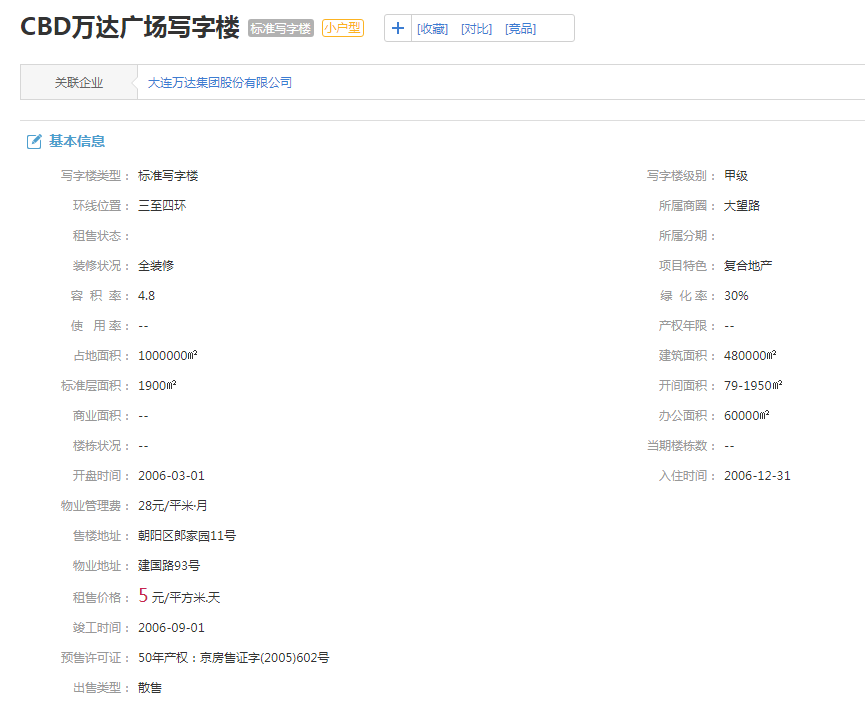 CBD万达广场写字楼 标准写字楼 小户型 + [收藏] [对比] [竞品]
关联企业 大连万达集团股份有限公司
基本信息
写字楼类型： 标准写字楼 写字楼级别： 甲级
环线位置： 三至四环 所属商圈： 大望路
租售状态： 所属分期：
装修状况： 全装修 项目特色： 复合地产
容 积 率： 4.8 绿 化 率： 30%
使 用 率： -- 产权年限： --
占地面积： 1000000㎡ 建筑面积： 480000㎡
标准层面积： 1900㎡ 开间面积： 79-1950㎡
商业面积： -- 办公面积： 60000㎡
楼栋状况： -- 当期楼栋数： --
开盘时间： 2006-03-01 入住时间： 2006-12-31
物业管理费： 28元/平米·月
售楼地址： 朝阳区郎家园11号
物业地址： 建国路93号
租售价格： 5 元/平方米.天
竣工时间： 2006-09-01
预售许可证： 50年产权：京房售证字(2005)602号
出售类型： 散售